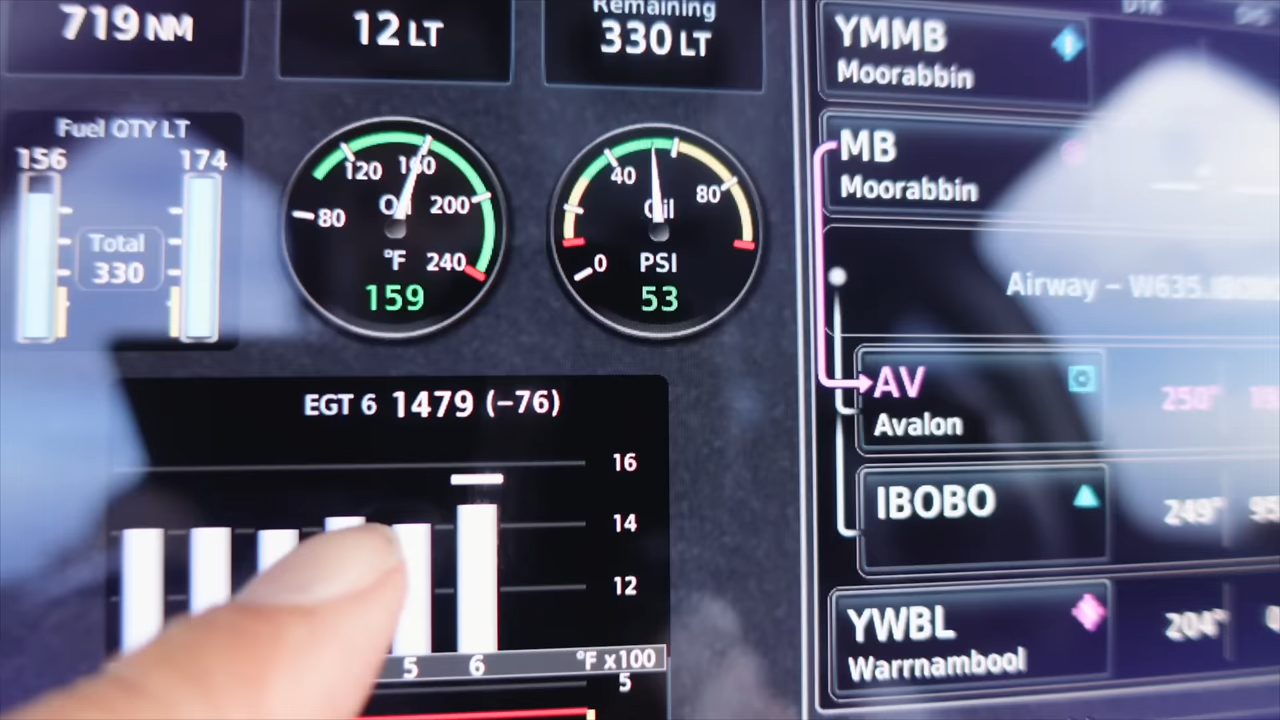 719 NM
12 LT
Remaining
330 LT
Fuel QTY LT
156
174
Total
330
80
120
160
200
240
Oil
°F
159
0
40
80
Oil
PSI
53
EGT 6 1479 (-76)
16
14
12
5
6
°F x100
5
DTK
YMMB
Moorabbin
MB
Moorabbin
Airway - W635
AV
Avalon
250°
IBOBO
249°
95
YWBL
Warrnambool
204°